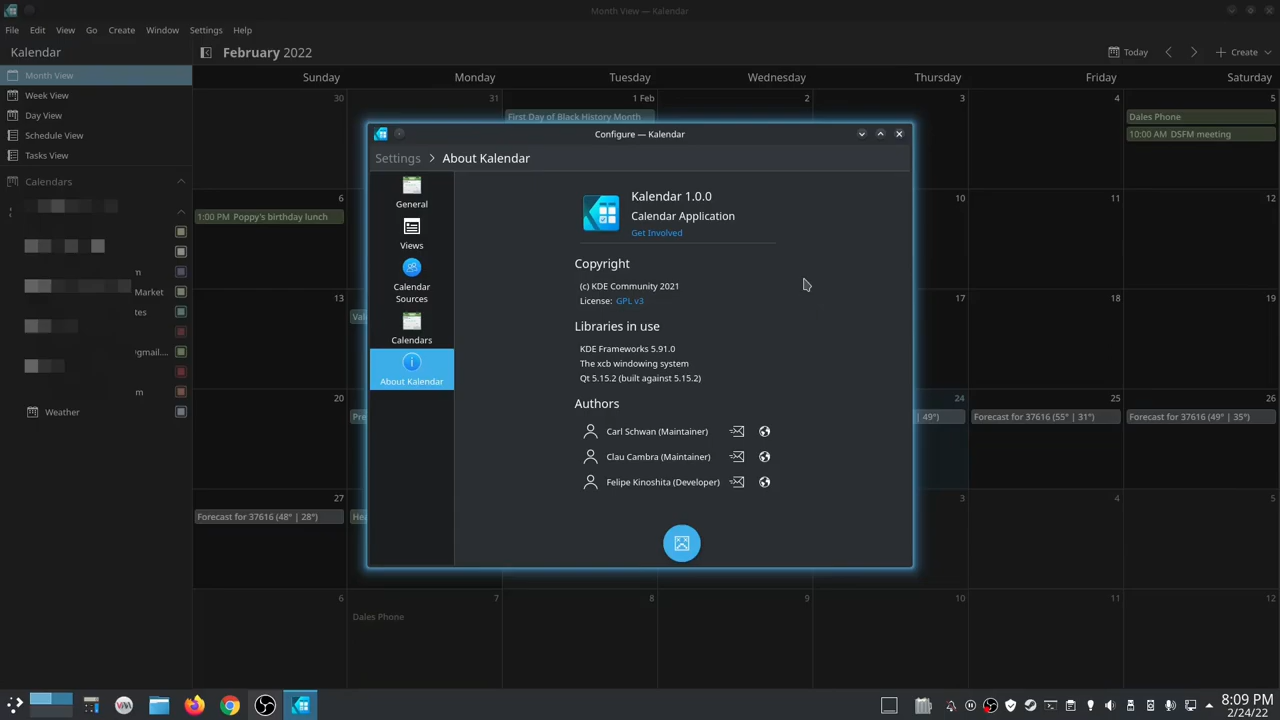 Month View — Kalendar
File Edit View Go Create Window Settings Help
Kalendar
February 2022
Today
Create
Month View
Week View
Day View
Schedule View
Tasks View
Calendars
m
Market
tes
gmail....
m
Weather
Sunday Monday Tuesday Wednesday Thursday Friday Saturday
30 31 1 Feb 2 3 4 5
First Day of Black History Month
Dales Phone
10:00 AM DSFM meeting
6 10 11 12
1:00 PM Poppy's birthday lunch
13 17 18 19
20 24 25 26
49°)
Forecast for 37616 (55° | 31°)
Forecast for 37616 (49° | 35°)
27 3 4 5
Forecast for 37616 (48° | 28°)
6 7 8 9 10 11 12
Dales Phone
Configure — Kalendar
Settings > About Kalendar
General
Views
Calendar
Sources
Calendars
About Kalendar
Kalendar 1.0.0
Calendar Application
Get Involved
Copyright
(c) KDE Community 2021
License: GPL v3
Libraries in use
KDE Frameworks 5.91.0
The xcb windowing system
Qt 5.15.2 (built against 5.15.2)
Authors
Carl Schwan (Maintainer)
Clau Cambra (Maintainer)
Felipe Kinoshita (Developer)
8:09 PM
2/24/22